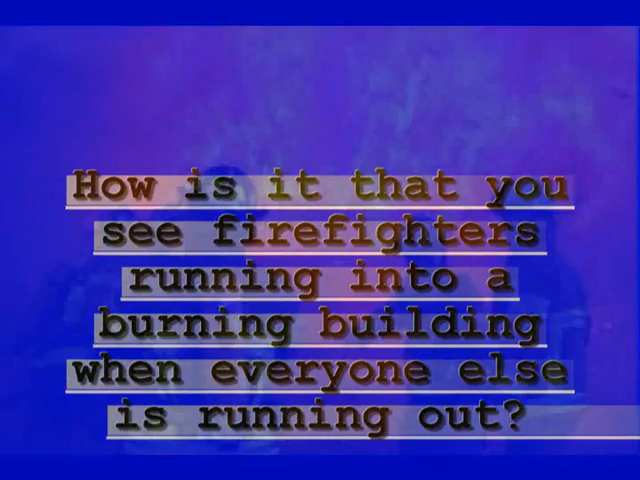 How is it that you
see firefighters
running into a
burning building
when everyone else
is running out?